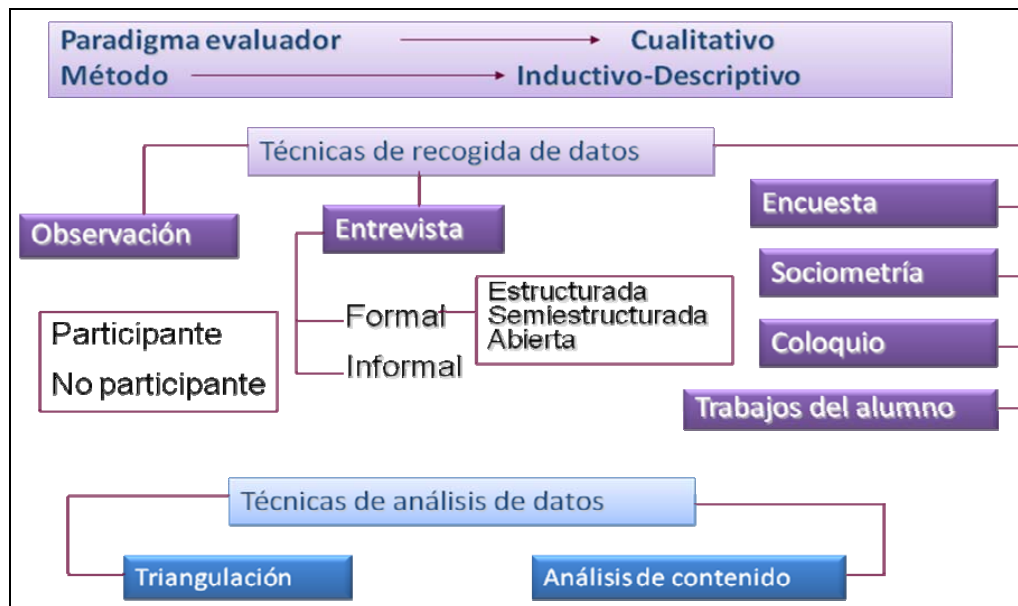 Paradigma evaluador Cualitativo
Método Inductivo-Descriptivo
Técnicas de recogida de datos
Observación
Participante
No participante
Entrevista
Formal
Informal
Estructurada
Semiestructurada
Abierta
Encuesta
Sociometría
Coloquio
Trabajos del alumno
Técnicas de análisis de datos
Triangulación
Análisis de contenido